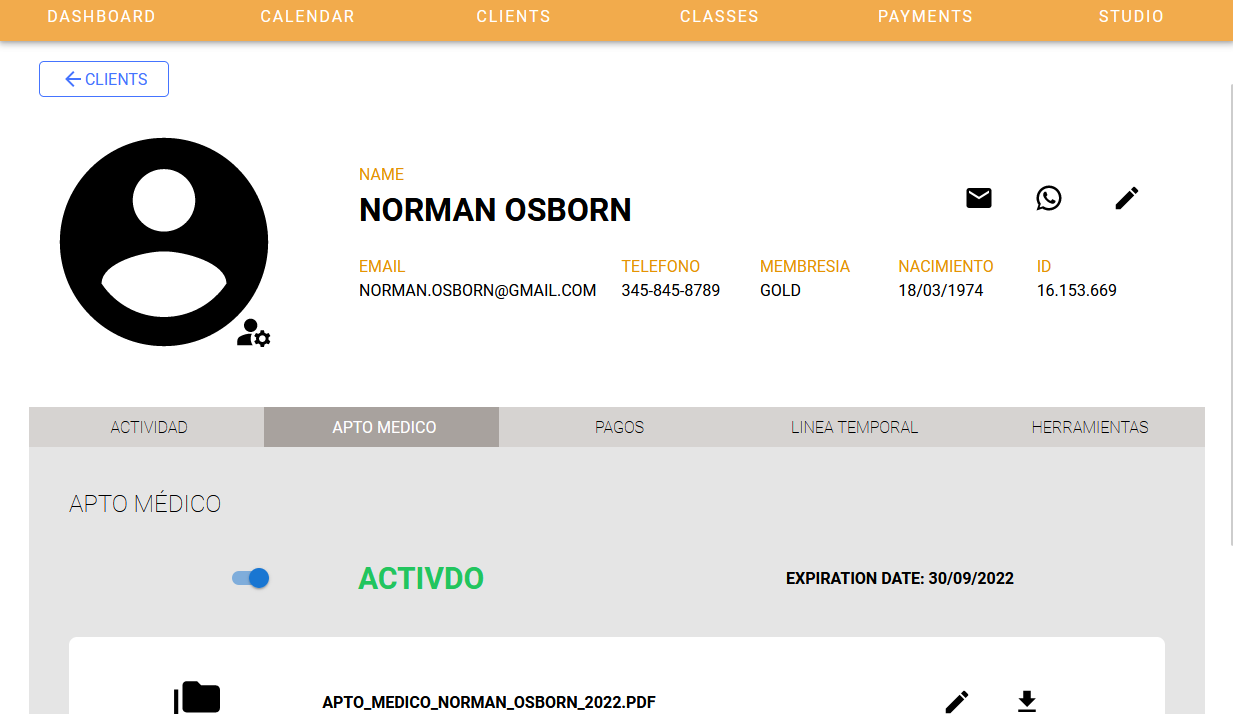 DASHBOARD CALENDAR CLIENTS CLASSES PAYMENTS STUDIO
CLIENTS
NAME
NORMAN OSBORN
EMAIL TELEFONO MEMBRESIA NACIMIENTO ID
NORMAN.OSBORN@GMAIL.COM 345-845-8789 GOLD 18/03/1974 16.153.669
ACTIVIDAD APTO MEDICO PAGOS LINEA TEMPORAL HERRAMIENTAS
APTO MÉDICO
ACTIVDO EXPIRATION DATE: 30/09/2022
APTO_MEDICO_NORMAN_OSBORN_2022.PDF